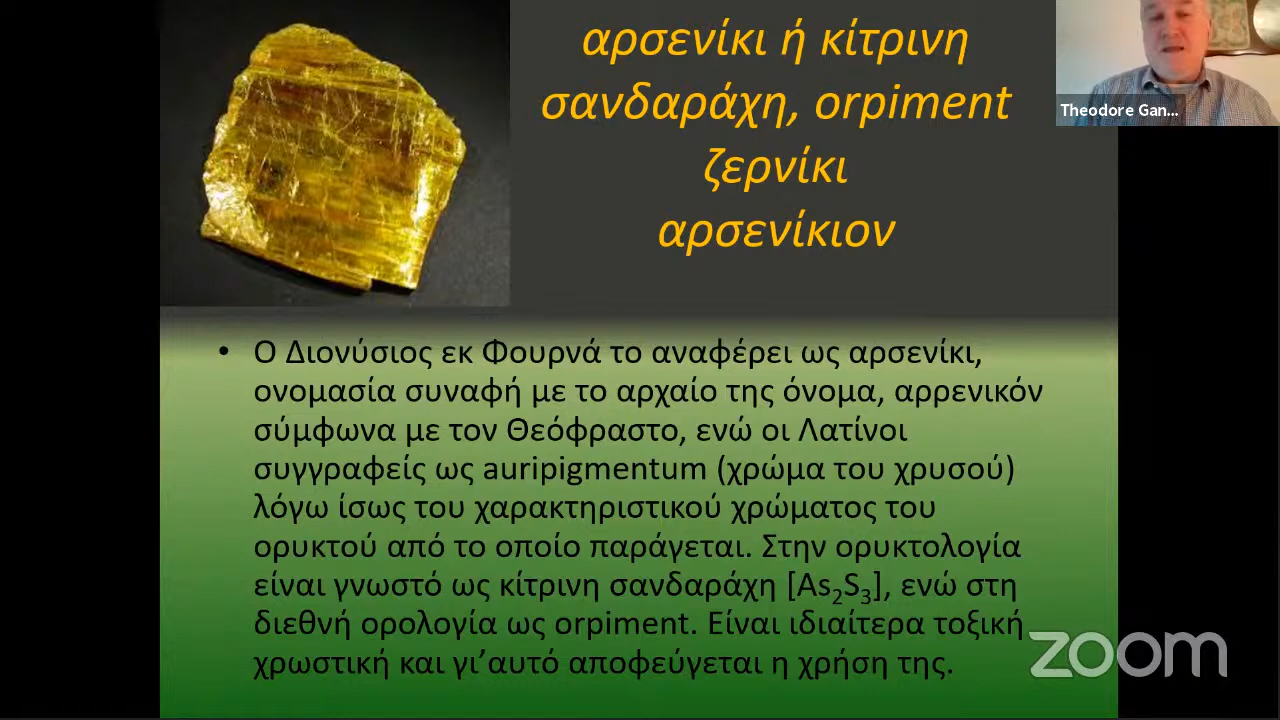 αρσενίκι ή κίτρινη
σανδαράχη, orpiment
ζερνίκι
αρσενίκιον
Theodore Gan...
• Ο Διονύσιος εκ Φουρνά το αναφέρει ως αρσενίκι,
ονομασία συναφή με το αρχαίο της όνομα, αρρενικόν
σύμφωνα με τον Θεόφραστο, ενώ οι Λατίνοι
συγγραφείς ως auripigmentum (χρώμα του χρυσού)
λόγω ίσως του χαρακτηριστικού χρώματος του
ορυκτού από το οποίο παράγεται. Στην ορυκτολογία
είναι γνωστό ως κίτρινη σανδαράχη [As₂S₃], ενώ στη
διεθνή ορολογία ως orpiment. Είναι ιδιαίτερα τοξική
χρωστική και γι’αυτό αποφεύγεται η χρήση της.
zoom